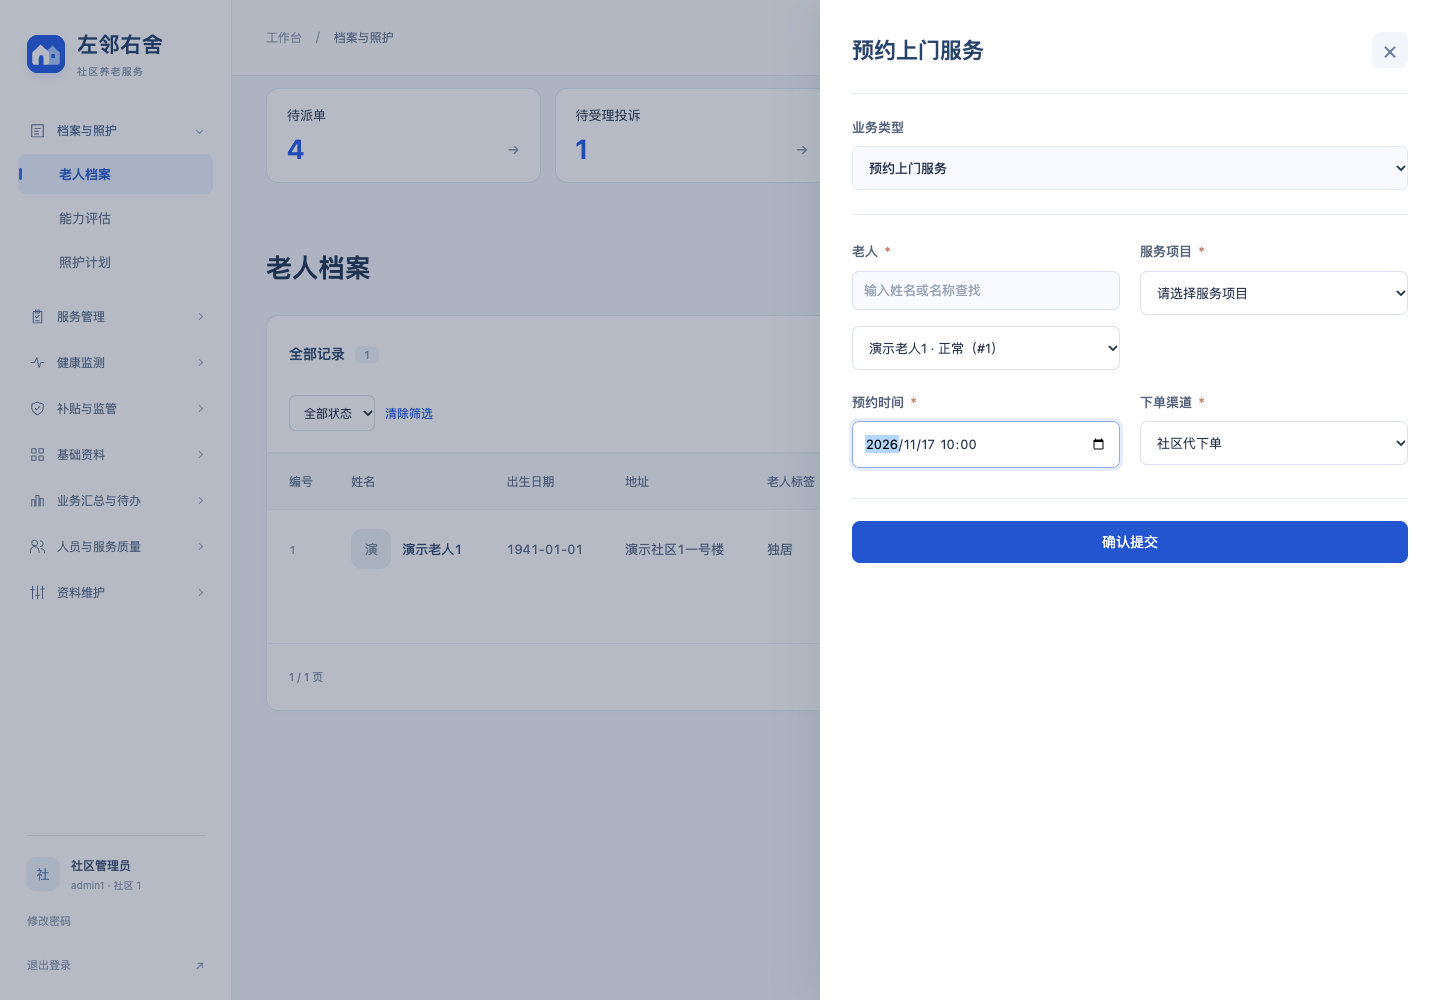 左邻右舍
社区养老服务
档案与照护
老人档案
能力评估
照护计划
服务管理
健康监测
补贴与监管
基础资料
业务汇总与待办
人员与服务质量
资料维护
社
社区管理员
admin1 · 社区 1
修改密码
退出登录
工作台 / 档案与照护
待派单
4
待受理投诉
1
老人档案
全部记录 1
全部状态 清除筛选
编号 姓名 出生日期 地址 老人标签
1 演 演示老人1 1941-01-01 演示社区1一号楼 独居
1 / 1 页
预约上门服务
业务类型
预约上门服务
老人 * 服务项目 *
输入姓名或名称查找 请选择服务项目
演示老人1 · 正常（#1）
预约时间 * 下单渠道 *
2026/11/17 10:00 社区代下单
确认提交